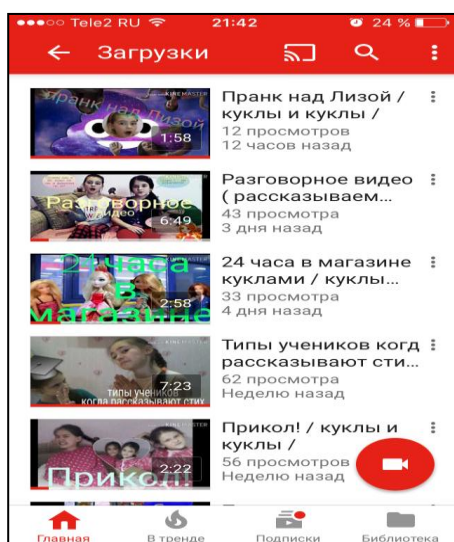 Tele2 RU 21:42 24 %
Загрузки
KINEMASTER
Пранк
над Лизой
1:58
Пранк над Лизой /
куклы и куклы /
12 просмотров
12 часов назад
Разговорное
видео
6:49
Разговорное видео
( рассказываем...
43 просмотра
3 дня назад
24 часа
в
магазине
2:58
24 часа в магазине
куклами / куклы...
33 просмотра
4 дня назад
KINEMASTER
типы учеников
когда рассказывают стих
7:23
Типы учеников когд
рассказывают сти...
62 просмотра
Неделю назад
KINEMASTER
Прикол!
2:22
Прикол! / куклы и
куклы /
56 просмотров
Неделю назад
Главная
В тренде
Подписки
Библиотека